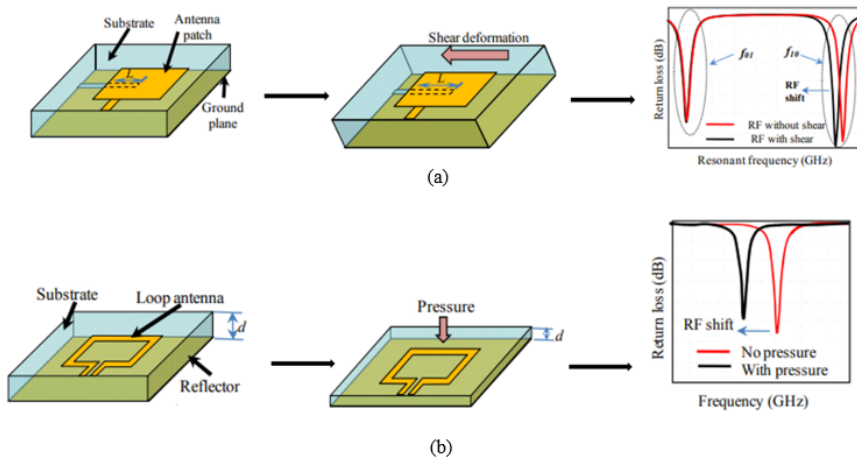 Substrate
Antenna
patch
L
Ground
plane
Shear deformation
L
Return loss (dB)
f01
f10
RF
shift
RF without shear
RF with shear
Resonant frequency (GHz)
(a)
Substrate
Loop antenna
d
Reflector
Pressure
d
Return loss (dB)
RF shift
No pressure
With pressure
Frequency (GHz)
(b)